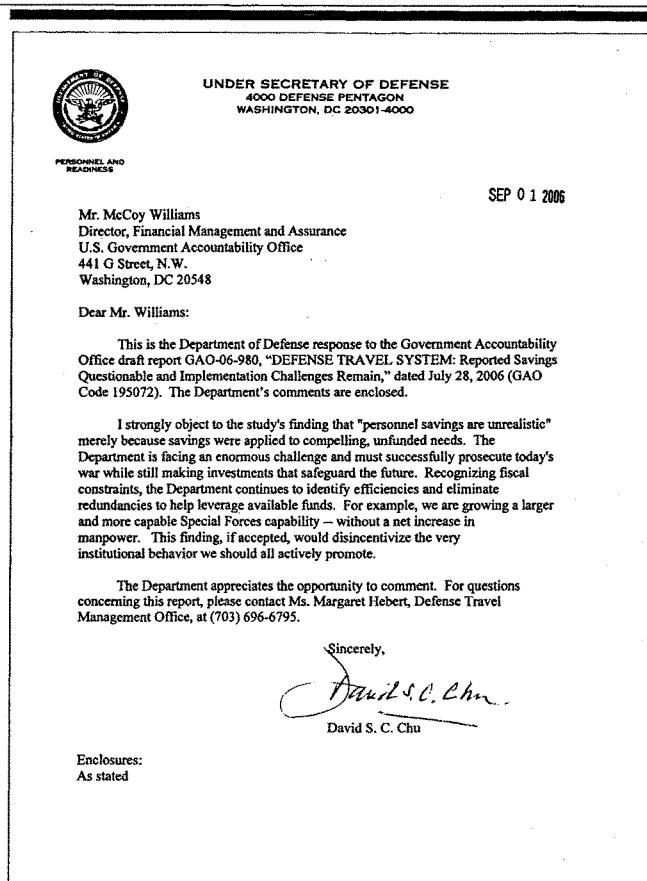 UNDER SECRETARY OF DEFENSE
4000 DEFENSE PENTAGON
WASHINGTON, DC 20301-4000
DEPARTMENT OF DEFENSE
UNITED STATES OF AMERICA
PERSONNEL AND
READINESS
SEP 0 1 2006
Mr. McCoy Williams
Director, Financial Management and Assurance
U.S. Government Accountability Office
441 G Street, N.W.
Washington, DC 20548
Dear Mr. Williams:
This is the Department of Defense response to the Government Accountability
Office draft report GAO-06-980, "DEFENSE TRAVEL SYSTEM: Reported Savings
Questionable and Implementation Challenges Remain," dated July 28, 2006 (GAO
Code 195072). The Department's comments are enclosed.
I strongly object to the study's finding that "personnel savings are unrealistic"
merely because savings were applied to compelling, unfunded needs. The
Department is facing an enormous challenge and must successfully prosecute today's
war while still making investments that safeguard the future. Recognizing fiscal
constraints, the Department continues to identify efficiencies and eliminate
redundancies to help leverage available funds. For example, we are growing a larger
and more capable Special Forces capability – without a net increase in
manpower. This finding, if accepted, would disincentivize the very
institutional behavior we should all actively promote.
The Department appreciates the opportunity to comment. For questions
concerning this report, please contact Ms. Margaret Hebert, Defense Travel
Management Office, at (703) 696-6795.
Sincerely,
David S. C. Chu
David S. C. Chu
Enclosures:
As stated